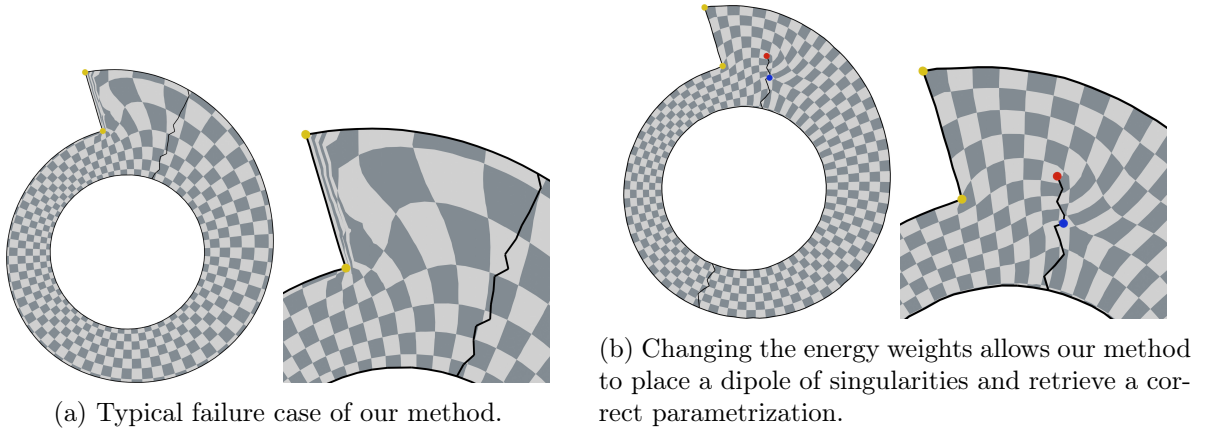 (a) Typical failure case of our method.
(b) Changing the energy weights allows our method
to place a dipole of singularities and retrieve a cor-
rect parametrization.